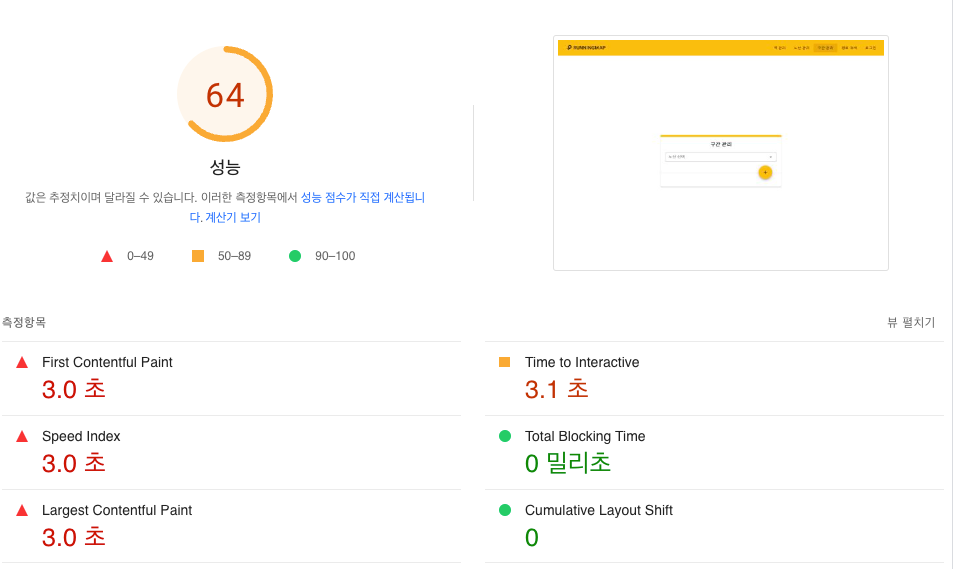 64
성능
값은 추정치이며 달라질 수 있습니다. 이러한 측정항목에서 성능 점수가 직접 계산됩니
다. 계산기 보기
0–49
50–89
90–100
RUNNINGMAP
구간 관리
노선 선택
+
측정항목
뷰 펼치기
First Contentful Paint
3.0 초
Time to Interactive
3.1 초
Speed Index
3.0 초
Total Blocking Time
0 밀리초
Largest Contentful Paint
3.0 초
Cumulative Layout Shift
0